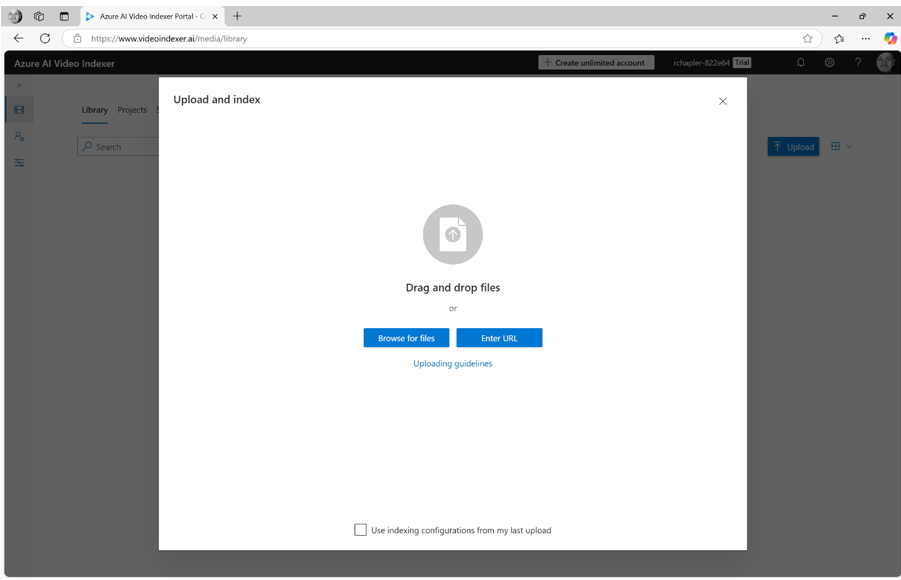 Azure AI Video Indexer Portal - C
https://www.videoindexer.ai/media/library
Azure AI Video Indexer
Create unlimited account
rchapler-822e64 Trial
Upload and index
Library Projects
Search
Upload
Drag and drop files
or
Browse for files
Enter URL
Uploading guidelines
Use indexing configurations from my last upload